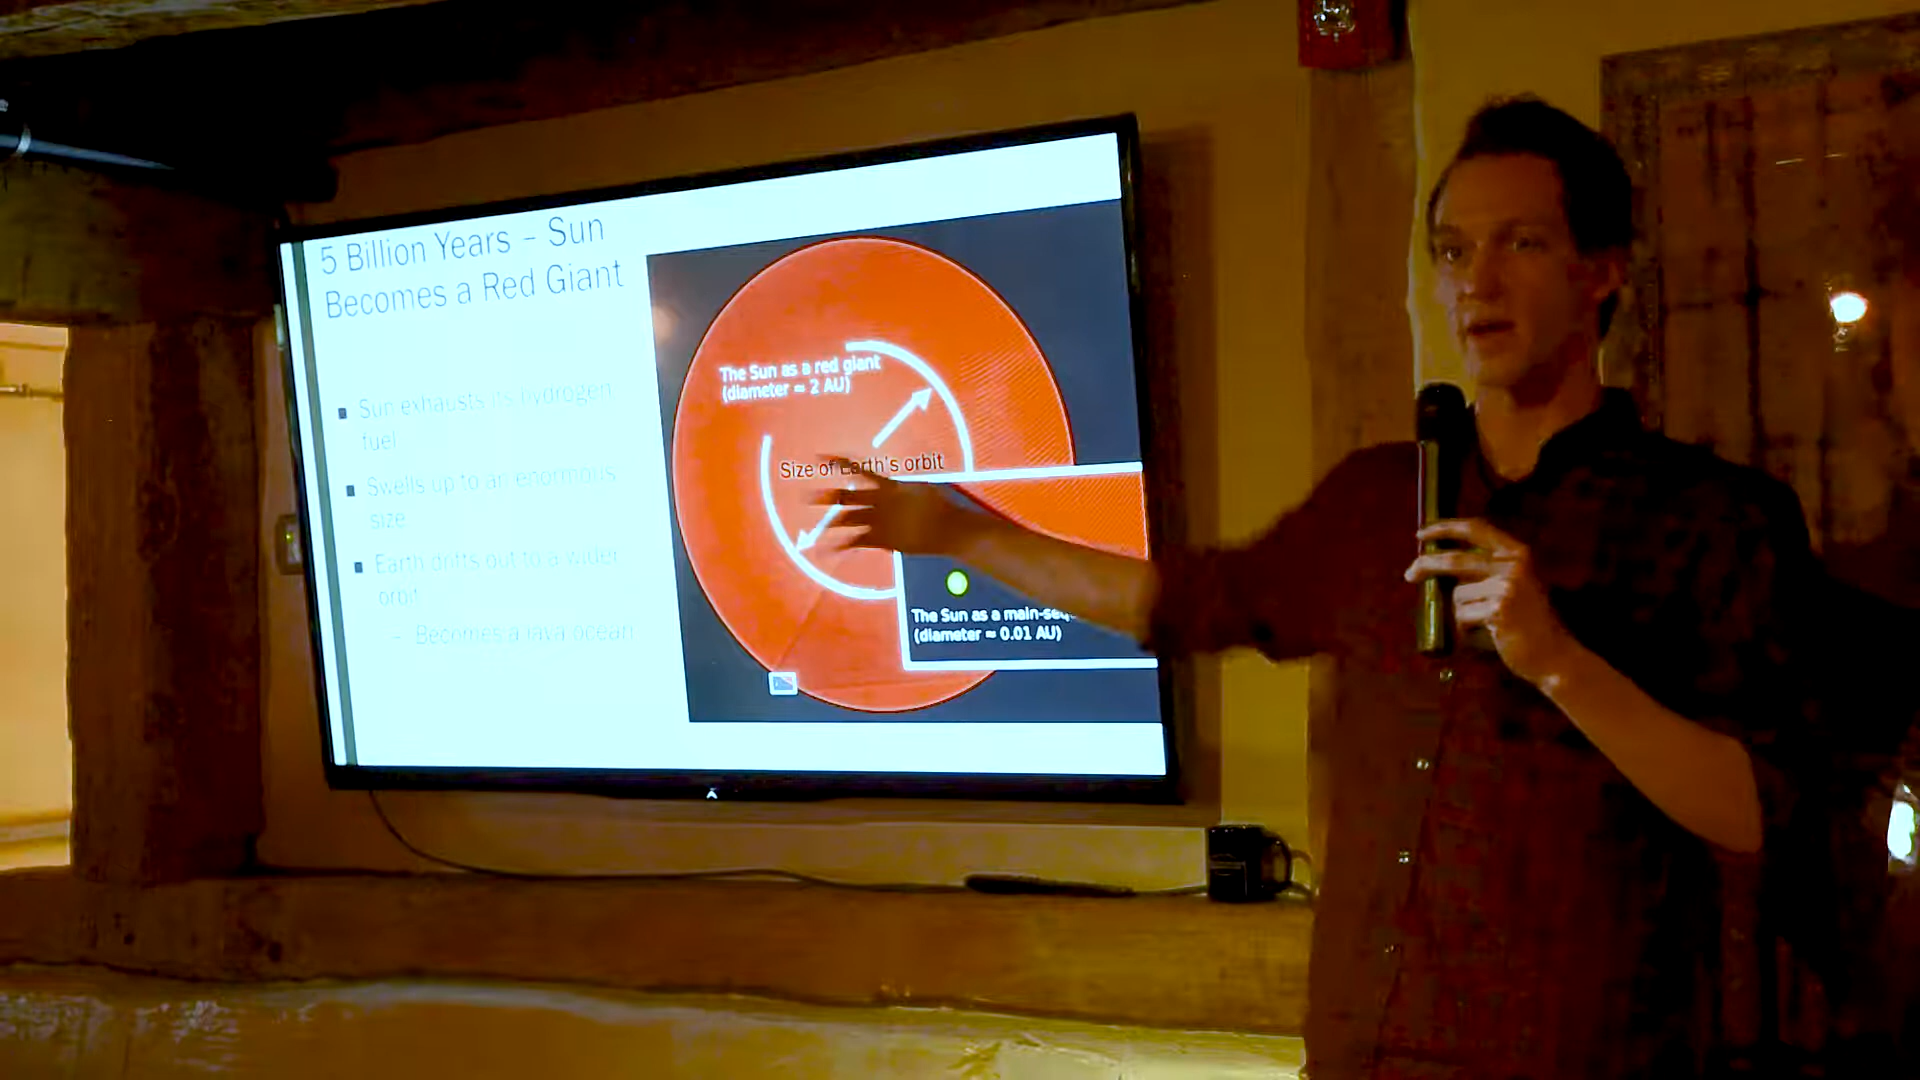 5 Billion Years – Sun
Becomes a Red Giant
■ Sun exhausts its hydrogen
fuel
■ Swells up to an enormous
size
■ Earth drifts out to a wider
orbit
– Becomes a lava ocean
The Sun as a red giant
(diameter ≈ 2 AU)
Size of Earth's orbit
The Sun as a main-seq
(diameter ≈ 0.01 AU)